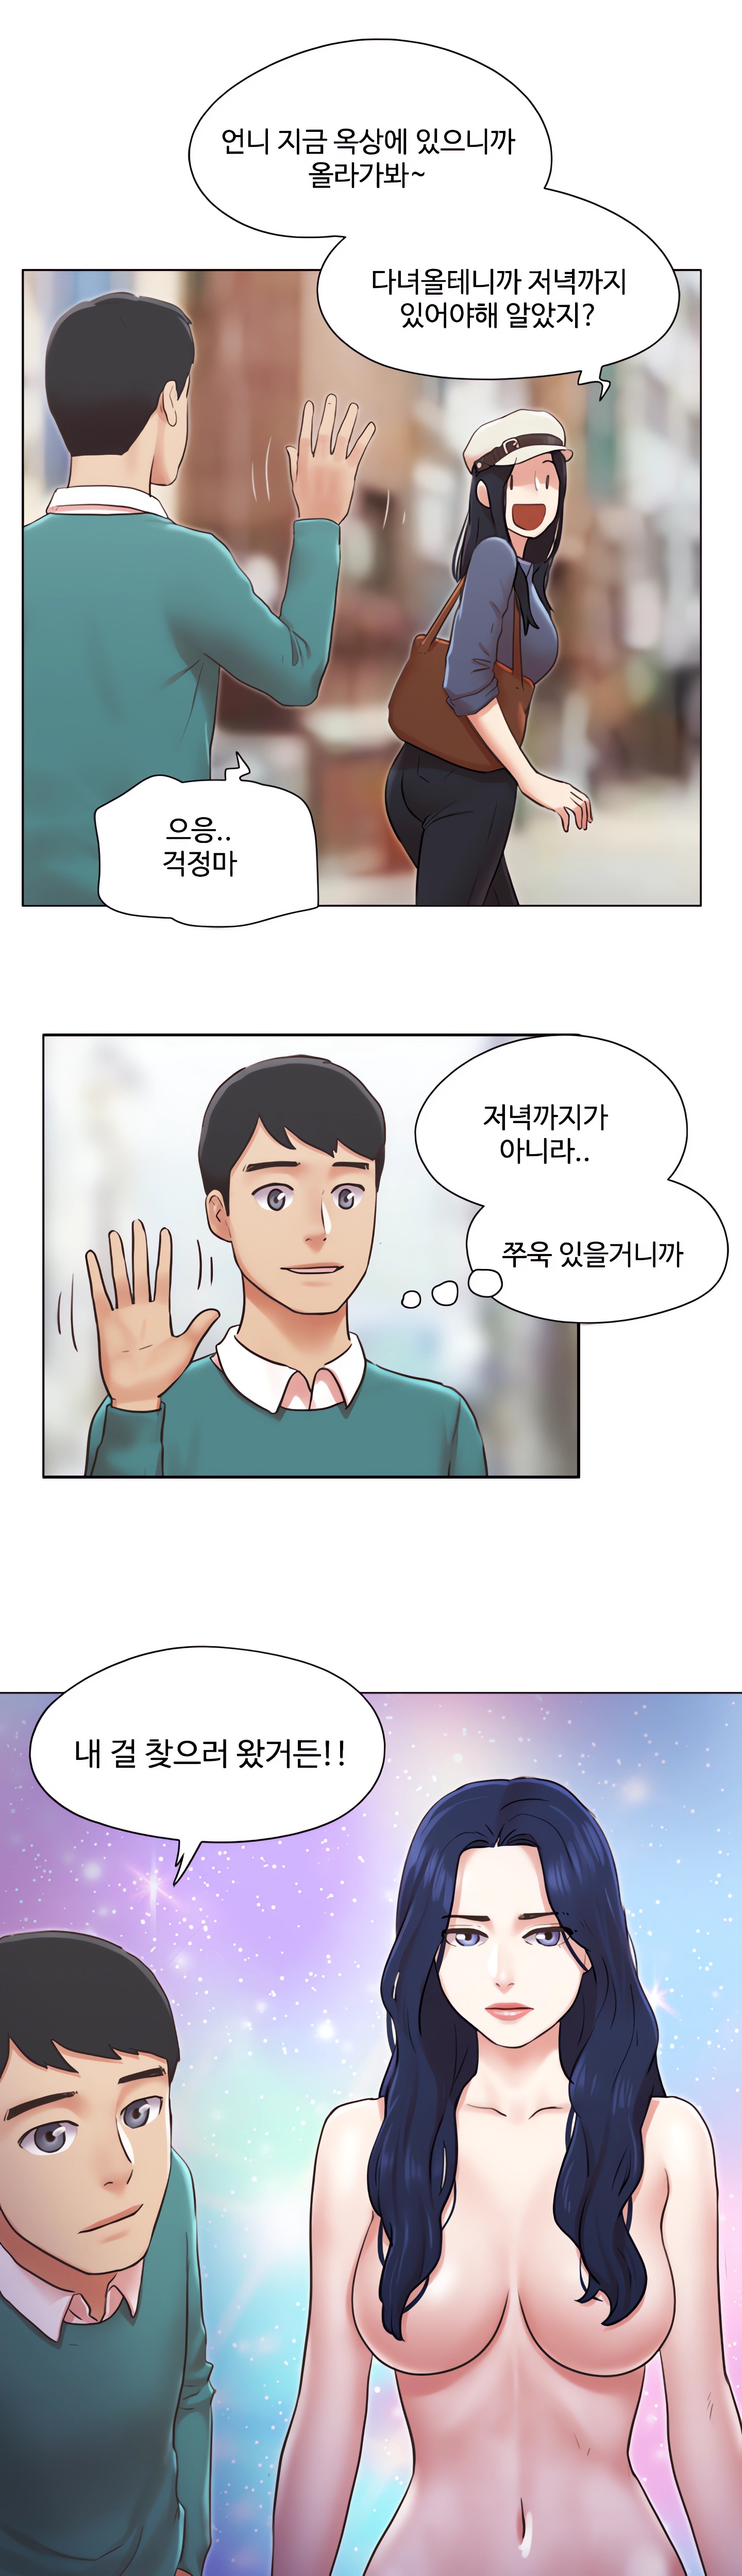 언니 지금 옥상에 있으니까
올라가봐~
다녀올테니까 저녁까지
있어야해 알았지?
으응..
걱정마
저녁까지가
아니라..
쭈욱 있을거니까
내 걸 찾으러 왔거든!!